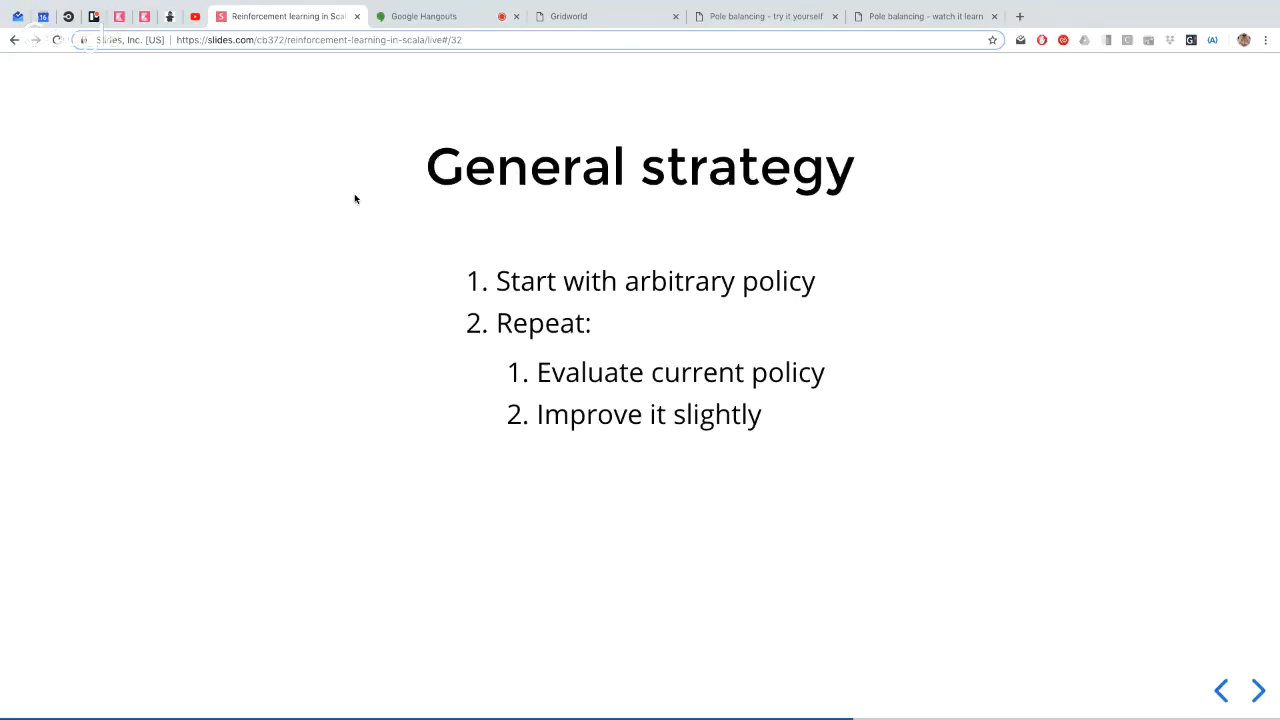 Reinforcement learning in Scal
Google Hangouts
Gridworld
Pole balancing - try it yourself
Pole balancing - watch it learn
Slides, Inc. [US] | https://slides.com/cb372/reinforcement-learning-in-scala/live#/32
General strategy
1. Start with arbitrary policy
2. Repeat:
1. Evaluate current policy
2. Improve it slightly